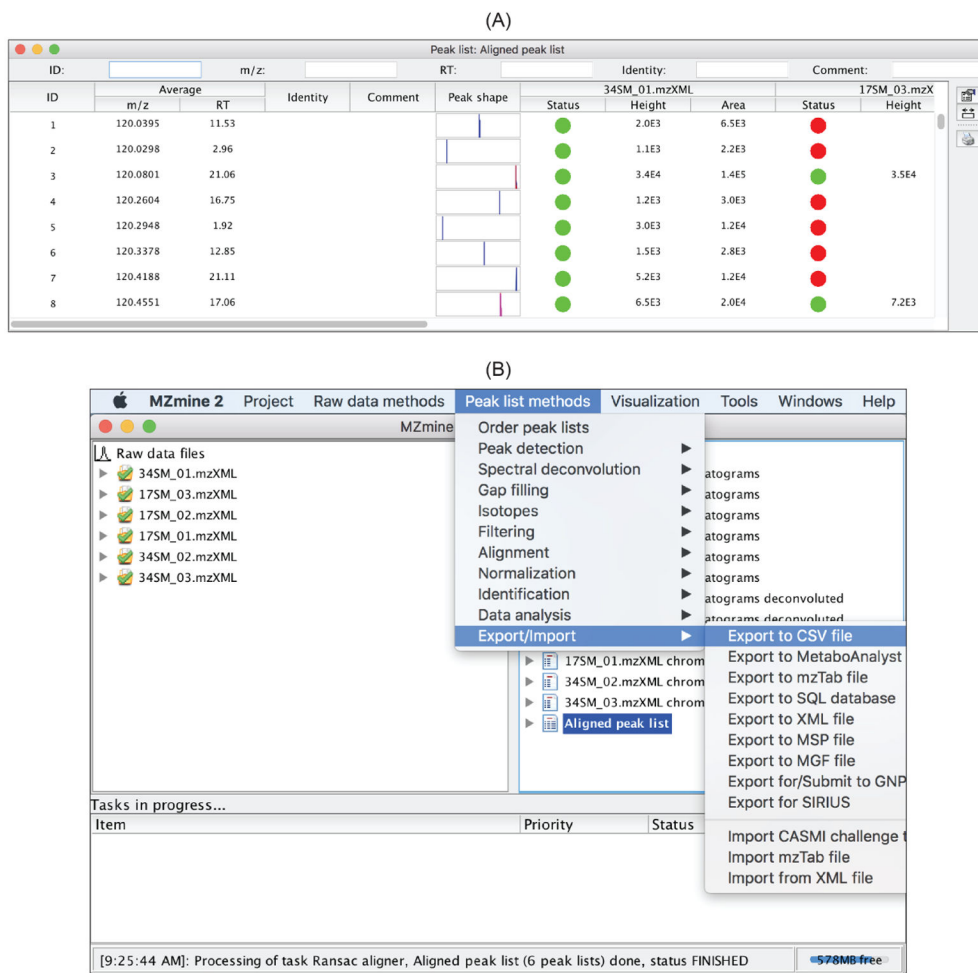 (A)
Peak list: Aligned peak list
ID: m/z: RT: Identity: Comment:
ID Average Identity Comment Peak shape 34SM_01.mzXML 17SM_03.mzX
m/z RT Status Height Area Status Height
1 120.0395 11.53 2.0E3 6.5E3
2 120.0298 2.96 1.1E3 2.2E3
3 120.0801 21.06 3.4E4 1.4E5 3.5E4
4 120.2604 16.75 1.2E3 3.0E3
5 120.2948 1.92 3.0E3 1.2E4
6 120.3378 12.85 1.5E3 2.8E3
7 120.4188 21.11 5.2E3 1.2E4
8 120.4551 17.06 6.5E3 2.0E4 7.2E3
(B)
MZmine 2 Project Raw data methods Peak list methods Visualization Tools Windows Help
MZmine
Raw data files
34SM_01.mzXML
17SM_03.mzXML
17SM_02.mzXML
17SM_01.mzXML
34SM_02.mzXML
34SM_03.mzXML
Order peak lists
Peak detection
Spectral deconvolution
Gap filling
Isotopes
Filtering
Alignment
Normalization
Identification
Data analysis
Export/Import
atograms
atograms
atograms
atograms
atograms
atograms
atograms deconvoluted
atograms deconvoluted
17SM_01.mzXML chrom
34SM_02.mzXML chrom
34SM_03.mzXML chrom
Aligned peak list
Export to CSV file
Export to MetaboAnalyst
Export to mzTab file
Export to SQL database
Export to XML file
Export to MSP file
Export to MGF file
Export for/Submit to GNP
Export for SIRIUS
Import CASMI challenge t
Import mzTab file
Import from XML file
Tasks in progress...
Item Priority Status
[9:25:44 AM]: Processing of task Ransac aligner, Aligned peak list (6 peak lists) done, status FINISHED 578MB free